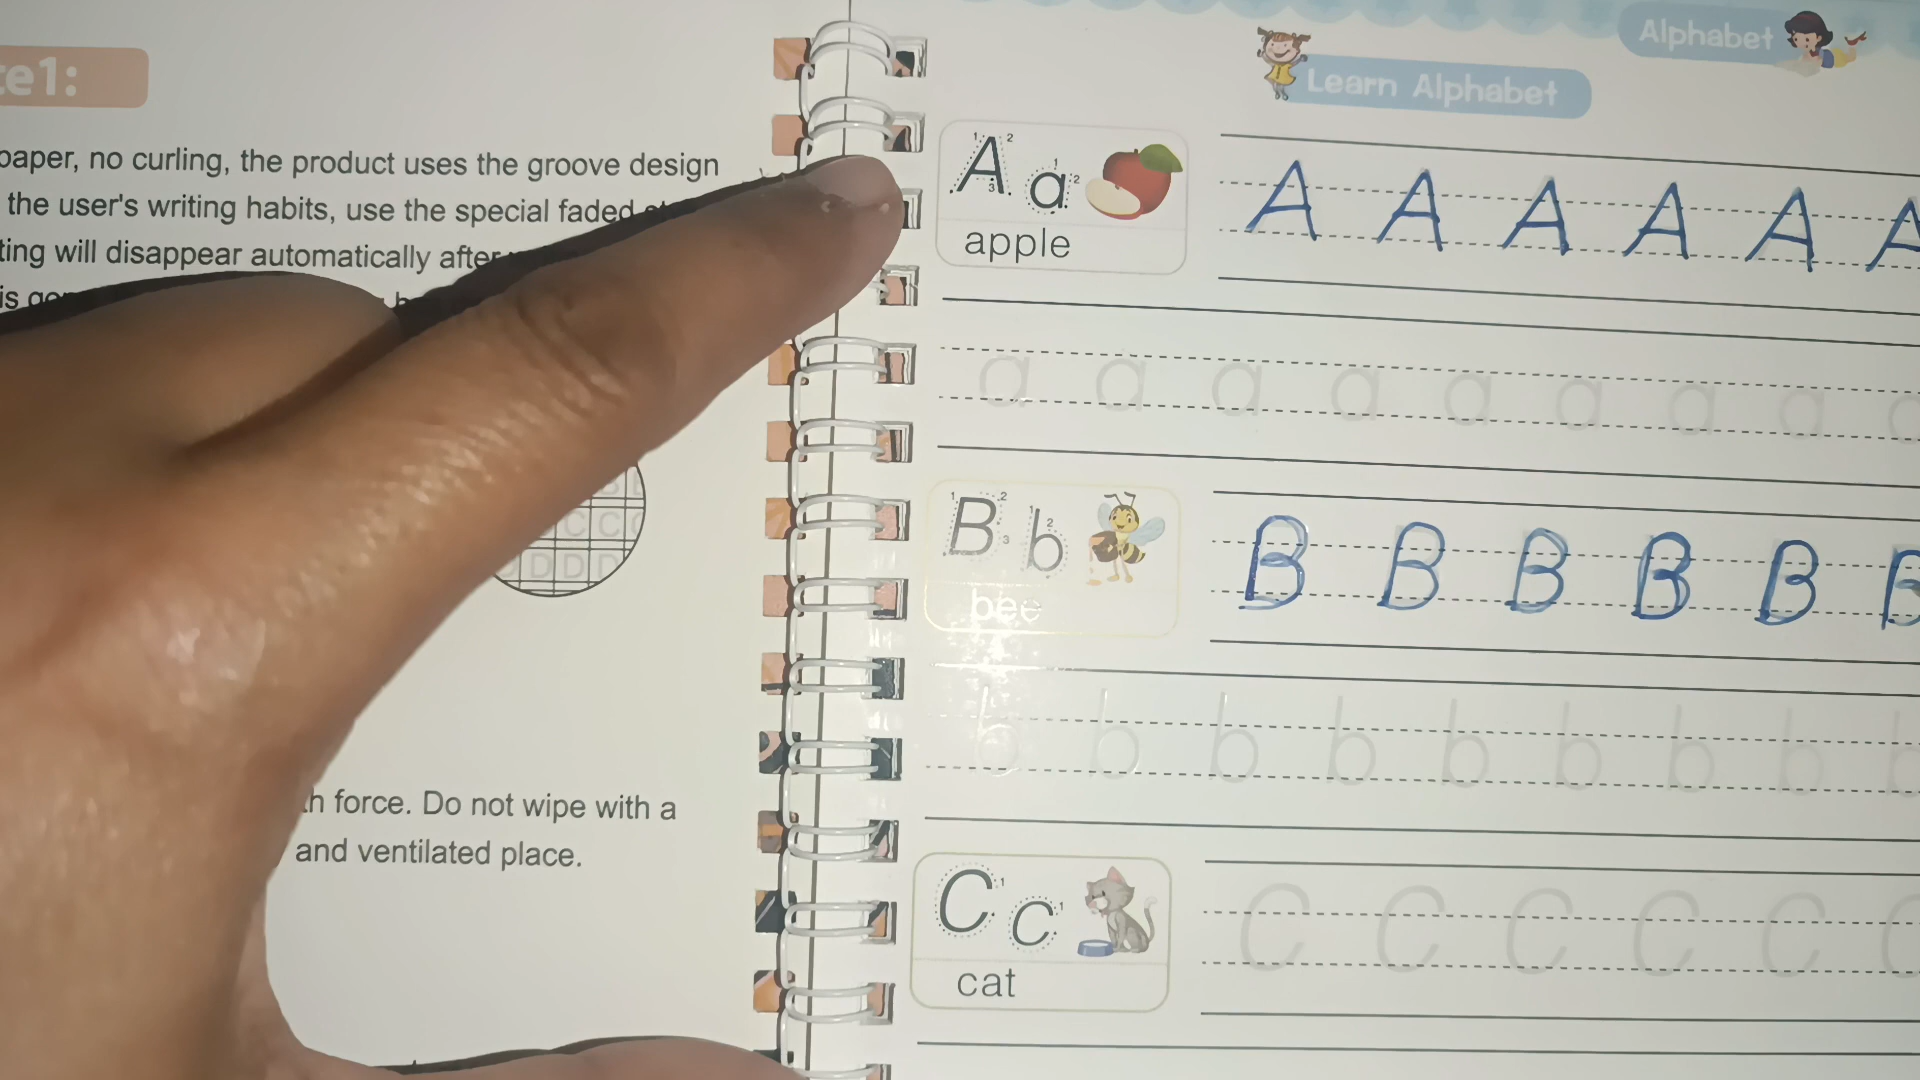 e1:
paper, no curling, the product uses the groove design
the user's writing habits, use the special faded
ting will disappear automatically after
is
C C
D D D
h force. Do not wipe with a
and ventilated place.
Alphabet
Learn Alphabet
A a
apple
A A A A A A
a a a a a a a a
B b
bee
B B B B B B
b b b b b b b b b
C c
cat
C C C C C C